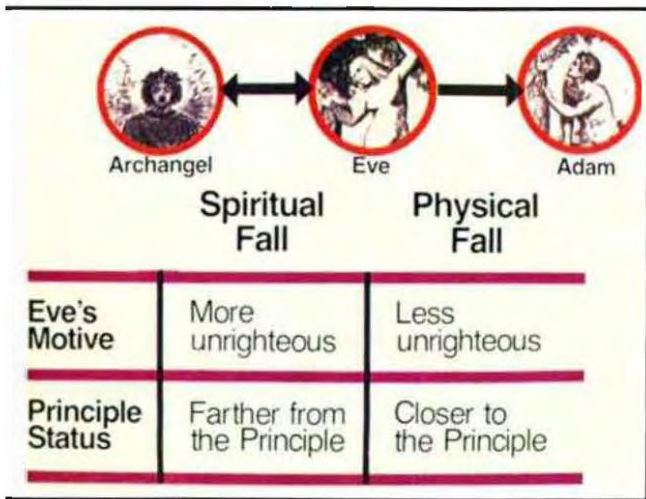 Archangel
Eve
Adam
Spiritual
Fall
Physical
Fall
Eve's
Motive
More
unrighteous
Less
unrighteous
Principle
Status
Farther from
the Principle
Closer to
the Principle